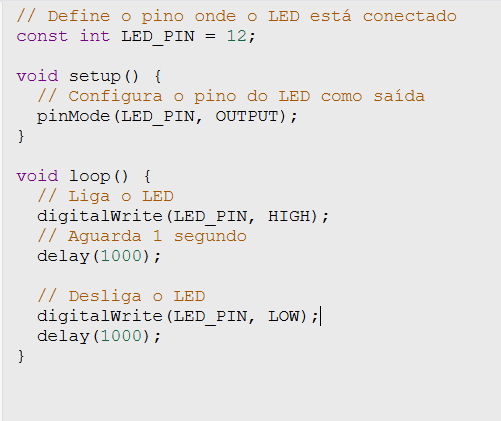 // Define o pino onde o LED está conectado
const int LED_PIN = 12;
void setup() {
// Configura o pino do LED como saída
pinMode(LED_PIN, OUTPUT);
}
void loop() {
// Liga o LED
digitalWrite(LED_PIN, HIGH);
// Aguarda 1 segundo
delay(1000);
// Desliga o LED
digitalWrite(LED_PIN, LOW);
delay(1000);
}